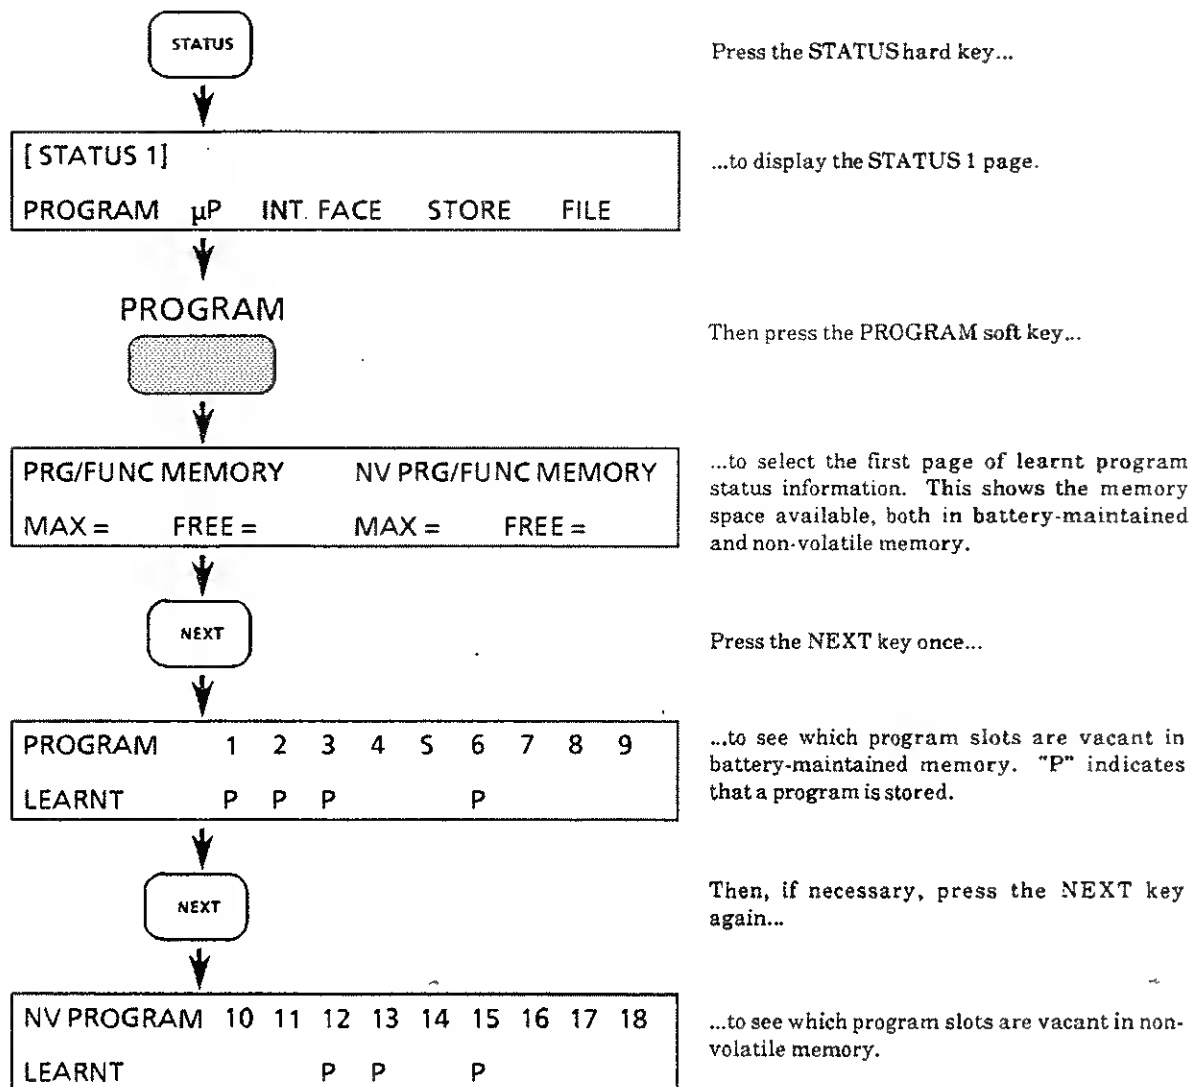 STATUS
Press the STATUS hard key...
[ STATUS 1]
PROGRAM µP INT. FACE STORE FILE
...to display the STATUS 1 page.
PROGRAM
Then press the PROGRAM soft key...
PRG/FUNC MEMORY NV PRG/FUNC MEMORY
MAX = FREE = MAX = FREE =
...to select the first page of learnt program
status information. This shows the memory
space available, both in battery-maintained
and non-volatile memory.
NEXT
Press the NEXT key once...
PROGRAM 1 2 3 4 5 6 7 8 9
LEARNT P P P P
...to see which program slots are vacant in
battery-maintained memory. "P" indicates
that a program is stored.
NEXT
Then, if necessary, press the NEXT key
again...
NV PROGRAM 10 11 12 13 14 15 16 17 18
LEARNT P P P
...to see which program slots are vacant in non-
volatile memory.